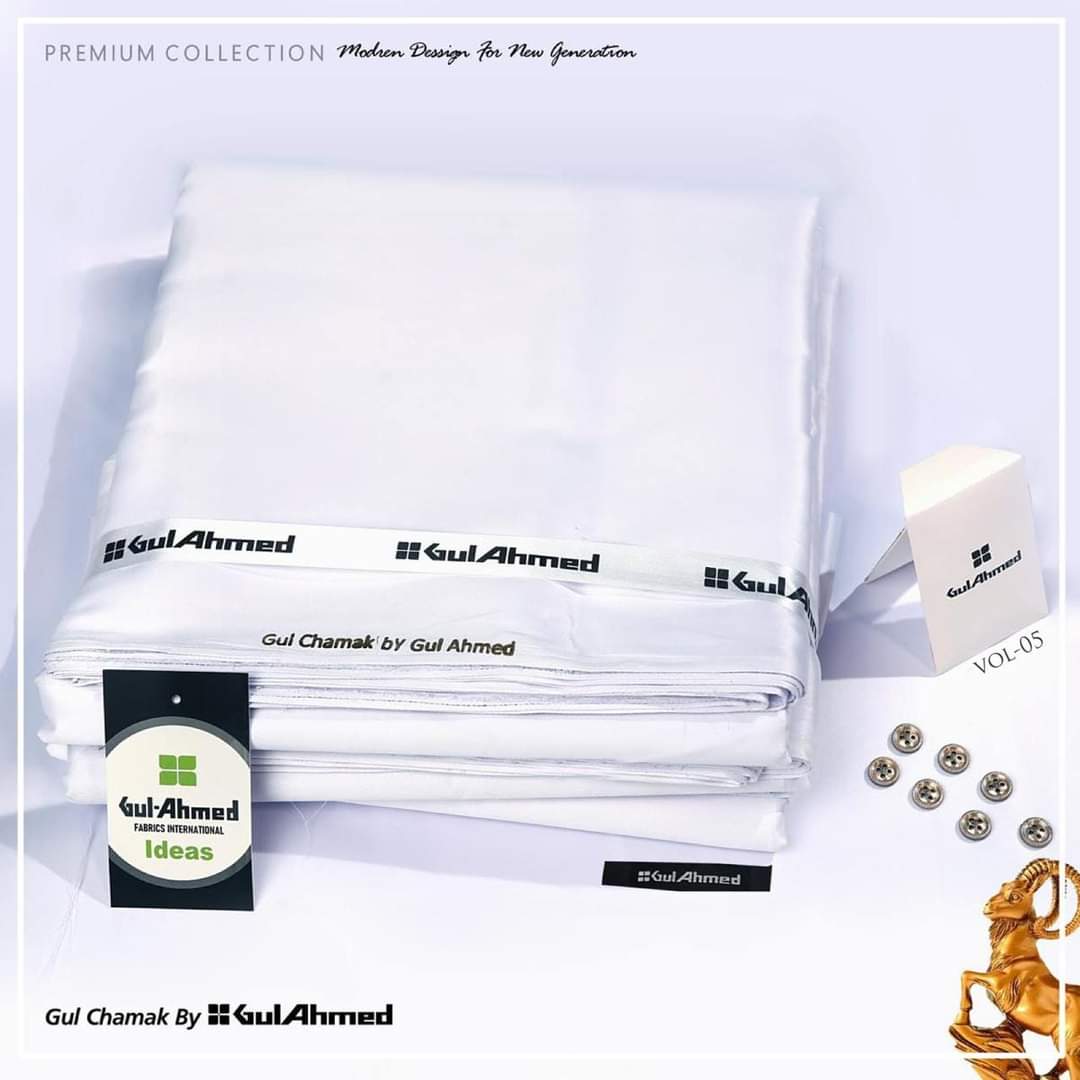 PREMIUM COLLECTION Modren Dessign For New Generation
GulAhmed GulAhmed GulA
Gul Chamak by Gul Ahmed
GulAhmed
VOL-05
Gul-Ahmed
FABRICS INTERNATIONAL
Ideas
GulAhmed
Gul Chamak By GulAhmed